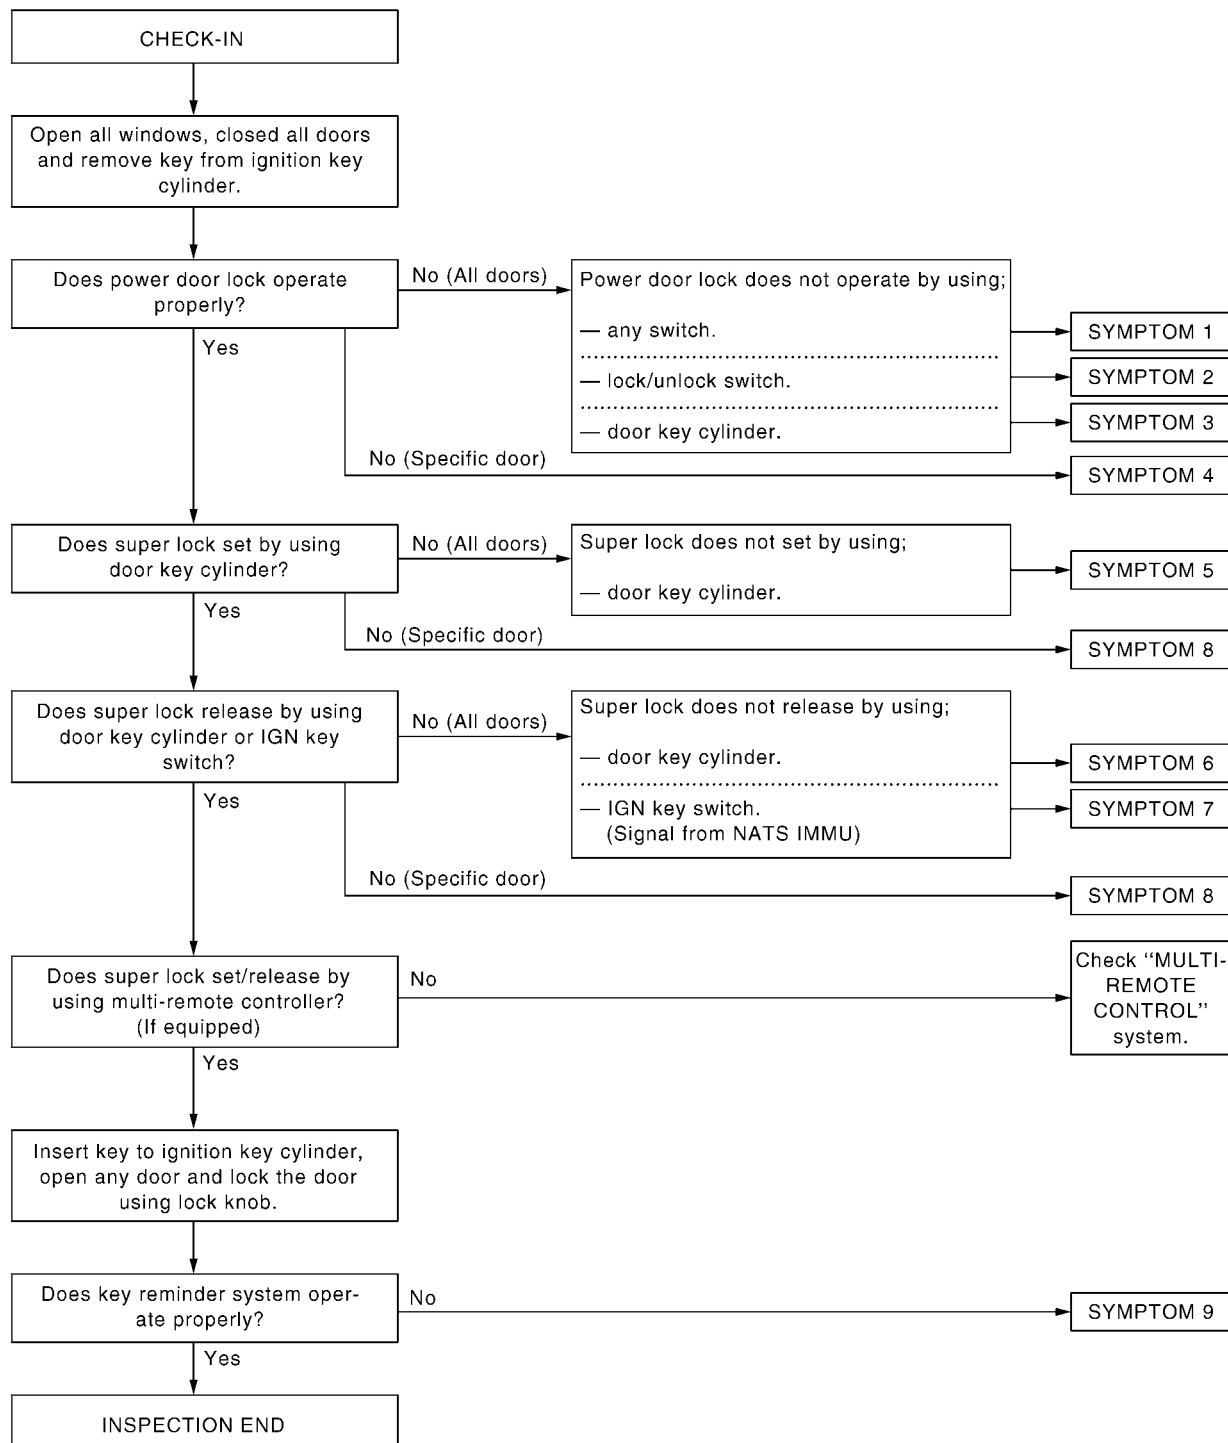 CHECK-IN
Open all windows, closed all doors
and remove key from ignition key
cylinder.
Does power door lock operate
properly?
No (All doors)
Power door lock does not operate by using;
— any switch.
SYMPTOM 1
— lock/unlock switch.
SYMPTOM 2
— door key cylinder.
SYMPTOM 3
Yes
No (Specific door)
SYMPTOM 4
Does super lock set by using
door key cylinder?
No (All doors)
Super lock does not set by using;
— door key cylinder.
SYMPTOM 5
Yes
No (Specific door)
SYMPTOM 8
Does super lock release by using
door key cylinder or IGN key
switch?
No (All doors)
Super lock does not release by using;
— door key cylinder.
SYMPTOM 6
— IGN key switch.
(Signal from NATS IMMU)
SYMPTOM 7
Yes
No (Specific door)
SYMPTOM 8
Does super lock set/release by
using multi-remote controller?
(If equipped)
No
Check “MULTI-
REMOTE
CONTROL”
system.
Yes
Insert key to ignition key cylinder,
open any door and lock the door
using lock knob.
Does key reminder system oper-
ate properly?
No
SYMPTOM 9
Yes
INSPECTION END